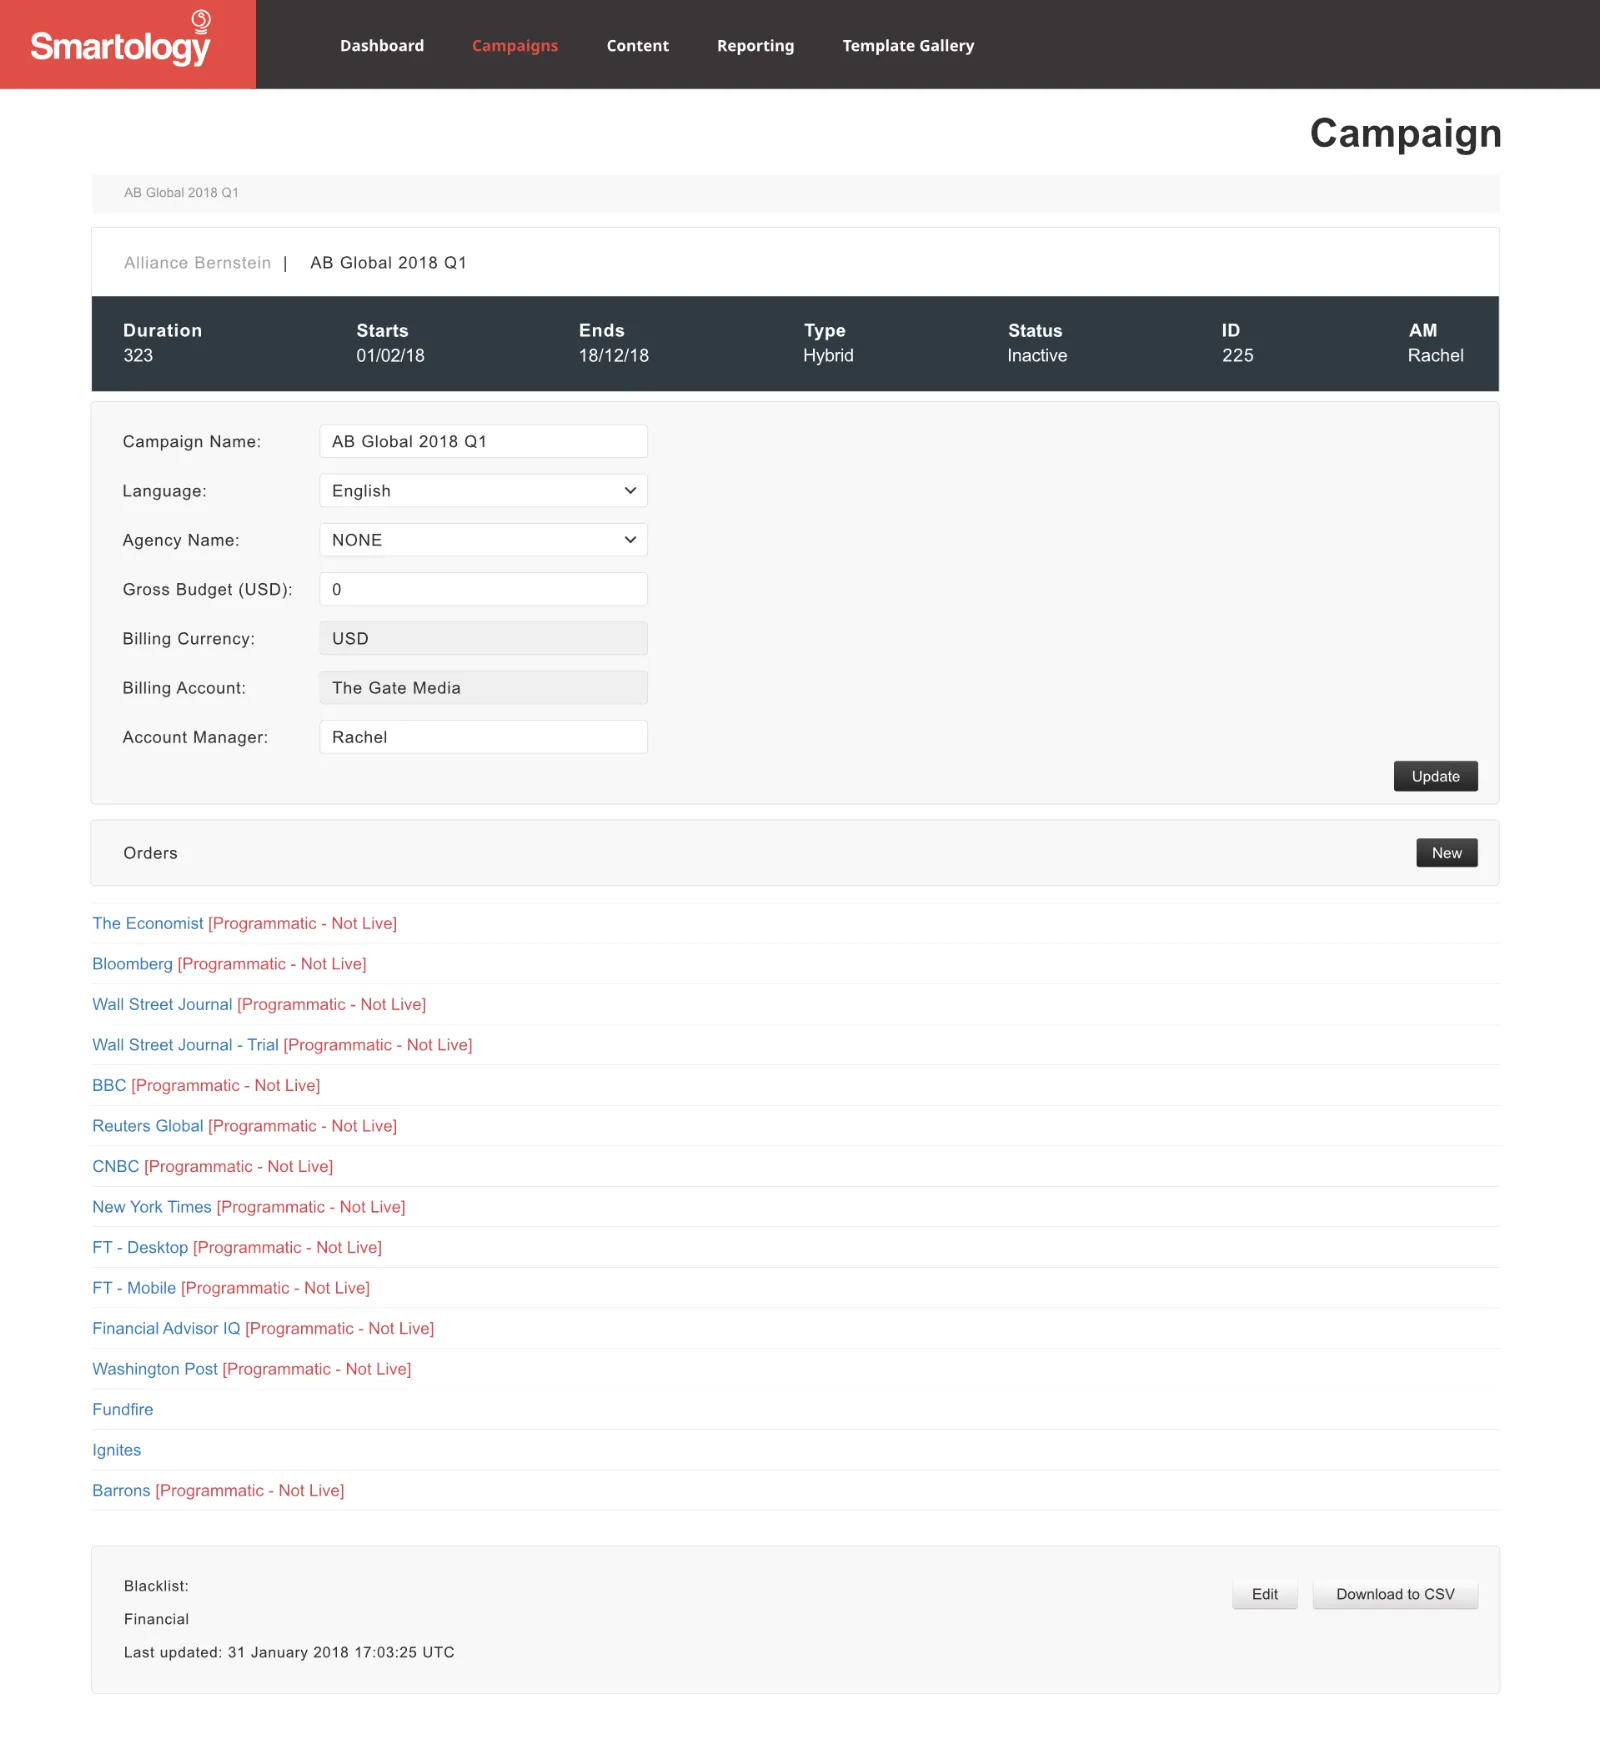 Smartology
Dashboard Campaigns Content Reporting Template Gallery
Campaign
AB Global 2018 Q1
Alliance Bernstein | AB Global 2018 Q1
Duration Starts Ends Type Status ID AM
323 01/02/18 18/12/18 Hybrid Inactive 225 Rachel
Campaign Name: AB Global 2018 Q1
Language: English
Agency Name: NONE
Gross Budget (USD): 0
Billing Currency: USD
Billing Account: The Gate Media
Account Manager: Rachel
Update
Orders New
The Economist [Programmatic - Not Live]
Bloomberg [Programmatic - Not Live]
Wall Street Journal [Programmatic - Not Live]
Wall Street Journal - Trial [Programmatic - Not Live]
BBC [Programmatic - Not Live]
Reuters Global [Programmatic - Not Live]
CNBC [Programmatic - Not Live]
New York Times [Programmatic - Not Live]
FT - Desktop [Programmatic - Not Live]
FT - Mobile [Programmatic - Not Live]
Financial Advisor IQ [Programmatic - Not Live]
Washington Post [Programmatic - Not Live]
Fundfire
Ignites
Barrons [Programmatic - Not Live]
Blacklist:
Edit Download to CSV
Financial
Last updated: 31 January 2018 17:03:25 UTC